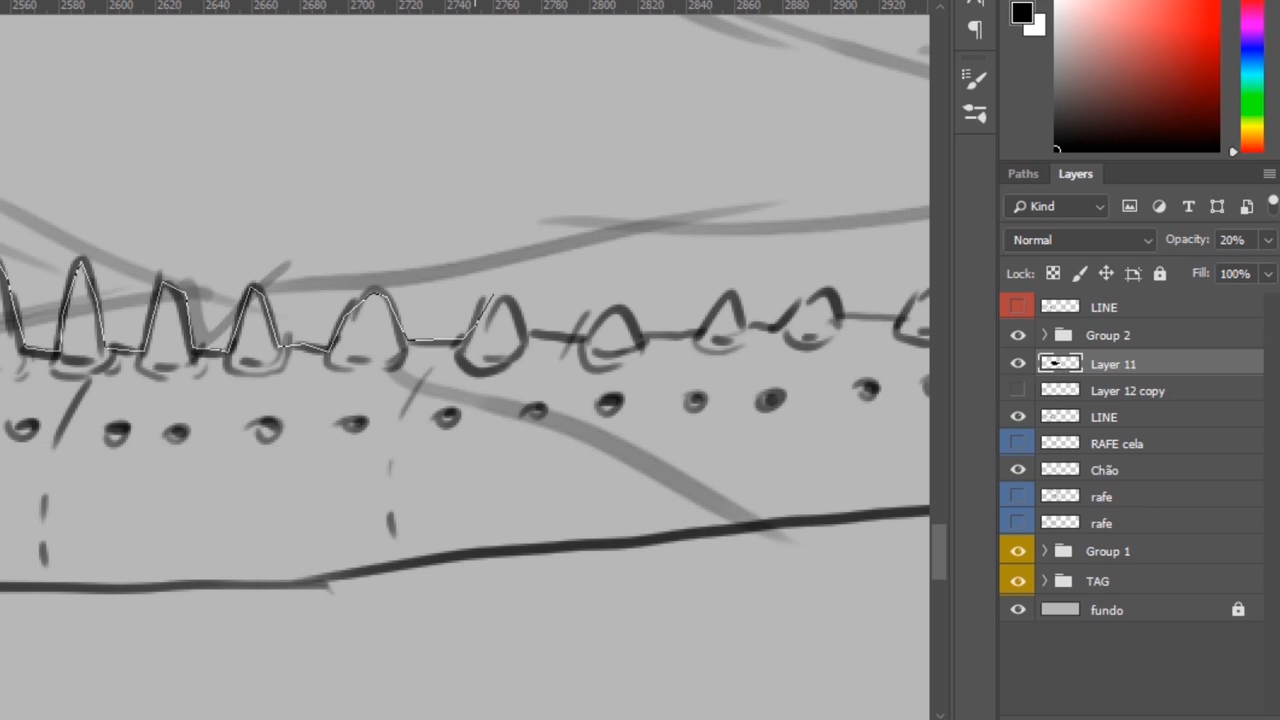 2560 2580 2600 2620 2640 2660 2680 2700 2720 2740 2760 2780 2800 2820 2840 2860 2880 2900 2920
Paths Layers
Kind
Normal Opacity: 20%
Lock: Fill: 100%
LINE
Group 2
Layer 11
Layer 12 copy
LINE
RAFE cela
Chão
rafe
rafe
Group 1
TAG
fundo